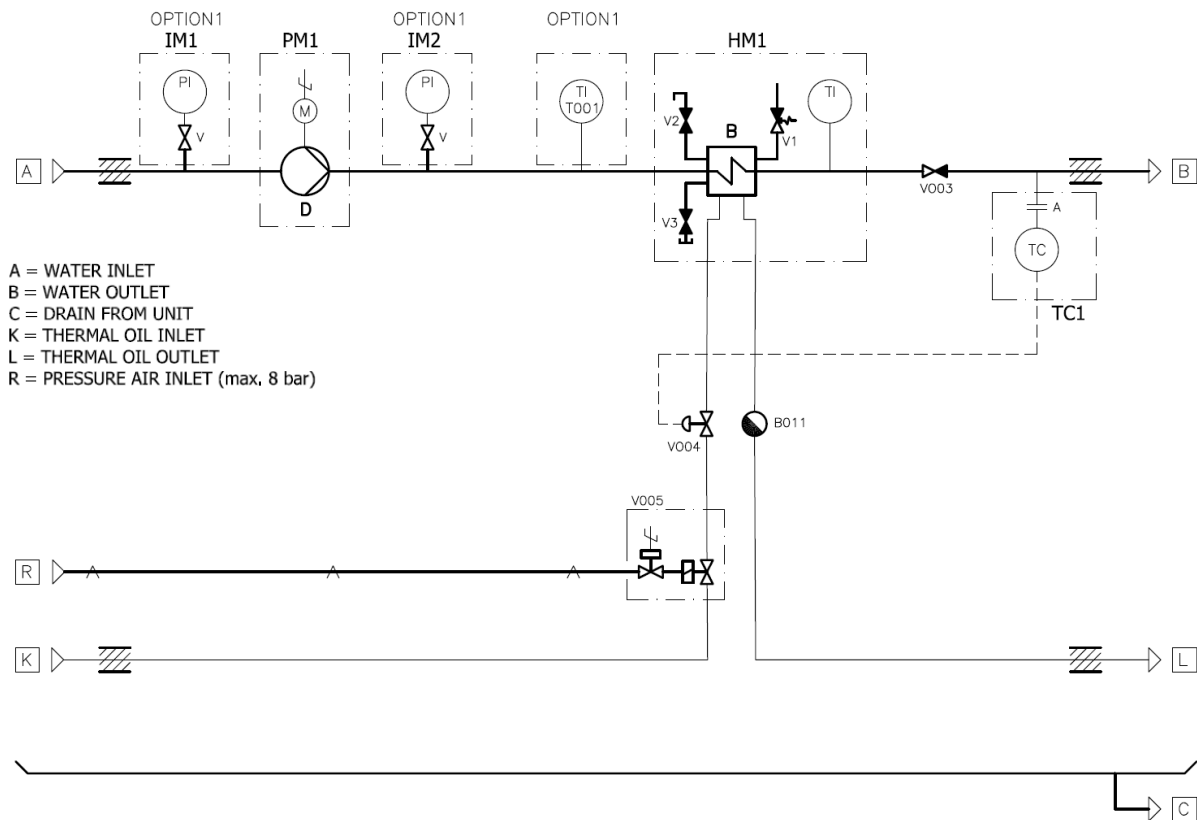 OPTION1
OPTION1
OPTION1
IM1
PM1
IM2
HM1
PI
M
PI
TI
T001
TI
V
V
V2
B
V1
A
D
V3
V003
B
A
TC
TC1
A = WATER INLET
B = WATER OUTLET
C = DRAIN FROM UNIT
K = THERMAL OIL INLET
L = THERMAL OIL OUTLET
R = PRESSURE AIR INLET (max. 8 bar)
V004
B011
V005
R
K
L
C